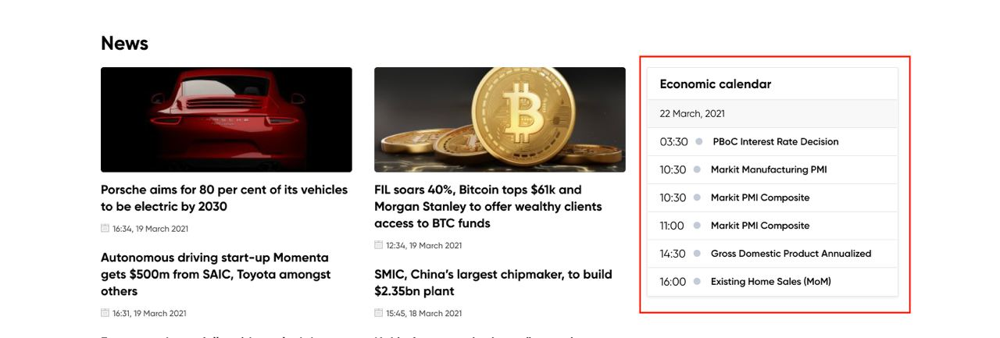 News
Porsche aims for 80 per cent of its vehicles
to be electric by 2030
16:34, 19 March 2021
Autonomous driving start-up Momenta
gets $500m from SAIC, Toyota amongst
others
16:31, 19 March 2021
FIL soars 40%, Bitcoin tops $61k and
Morgan Stanley to offer wealthy clients
access to BTC funds
12:34, 19 March 2021
SMIC, China’s largest chipmaker, to build
$2.35bn plant
15:45, 18 March 2021
Economic calendar
22 March, 2021
03:30 PBoC Interest Rate Decision
10:30 Markit Manufacturing PMI
10:30 Markit PMI Composite
11:00 Markit PMI Composite
14:30 Gross Domestic Product Annualized
16:00 Existing Home Sales (MoM)
PORSCHE